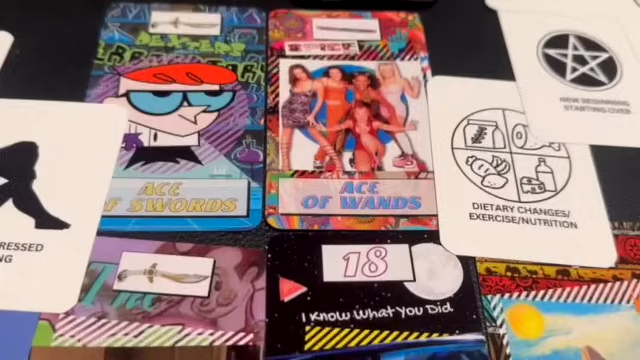 DEXTER'S
LABORATORY
ACE
OF SWORDS
ACE
OF WANDS
NEW BEGINNING
STARTING OVER
DIETARY CHANGES/
EXERCISE/NUTRITION
18
I Know What You Did